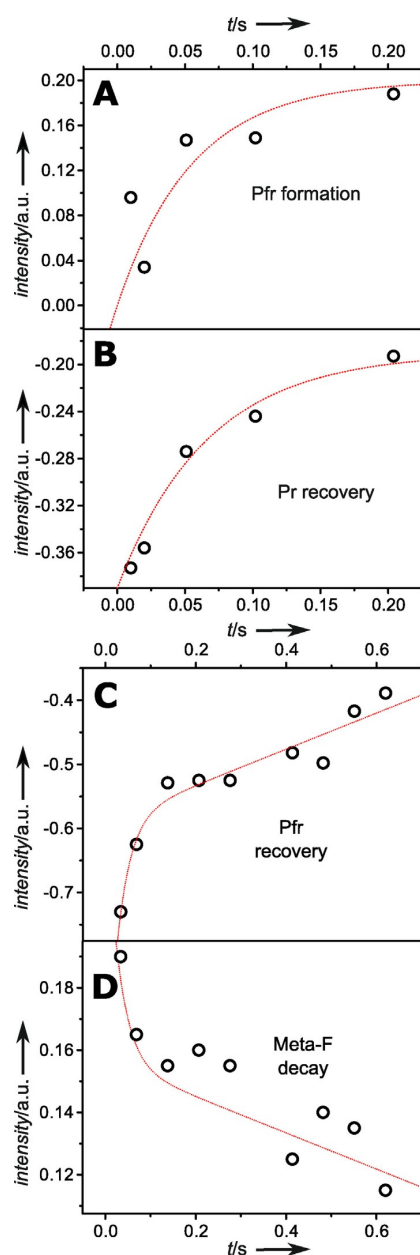 t/s
0.00 0.05 0.10 0.15 0.20
A
0.20
0.16
0.12
0.08
0.04
0.00
intensity/a.u.
Pfr formation
B
-0.20
-0.24
-0.28
-0.32
-0.36
intensity/a.u.
Pr recovery
0.00 0.05 0.10 0.15 0.20
t/s
0.0 0.2 0.4 0.6
C
-0.4
-0.5
-0.6
-0.7
intensity/a.u.
Pfr
recovery
D
0.18
0.16
0.14
0.12
intensity/a.u.
Meta-F
decay
0.0 0.2 0.4 0.6
t/s